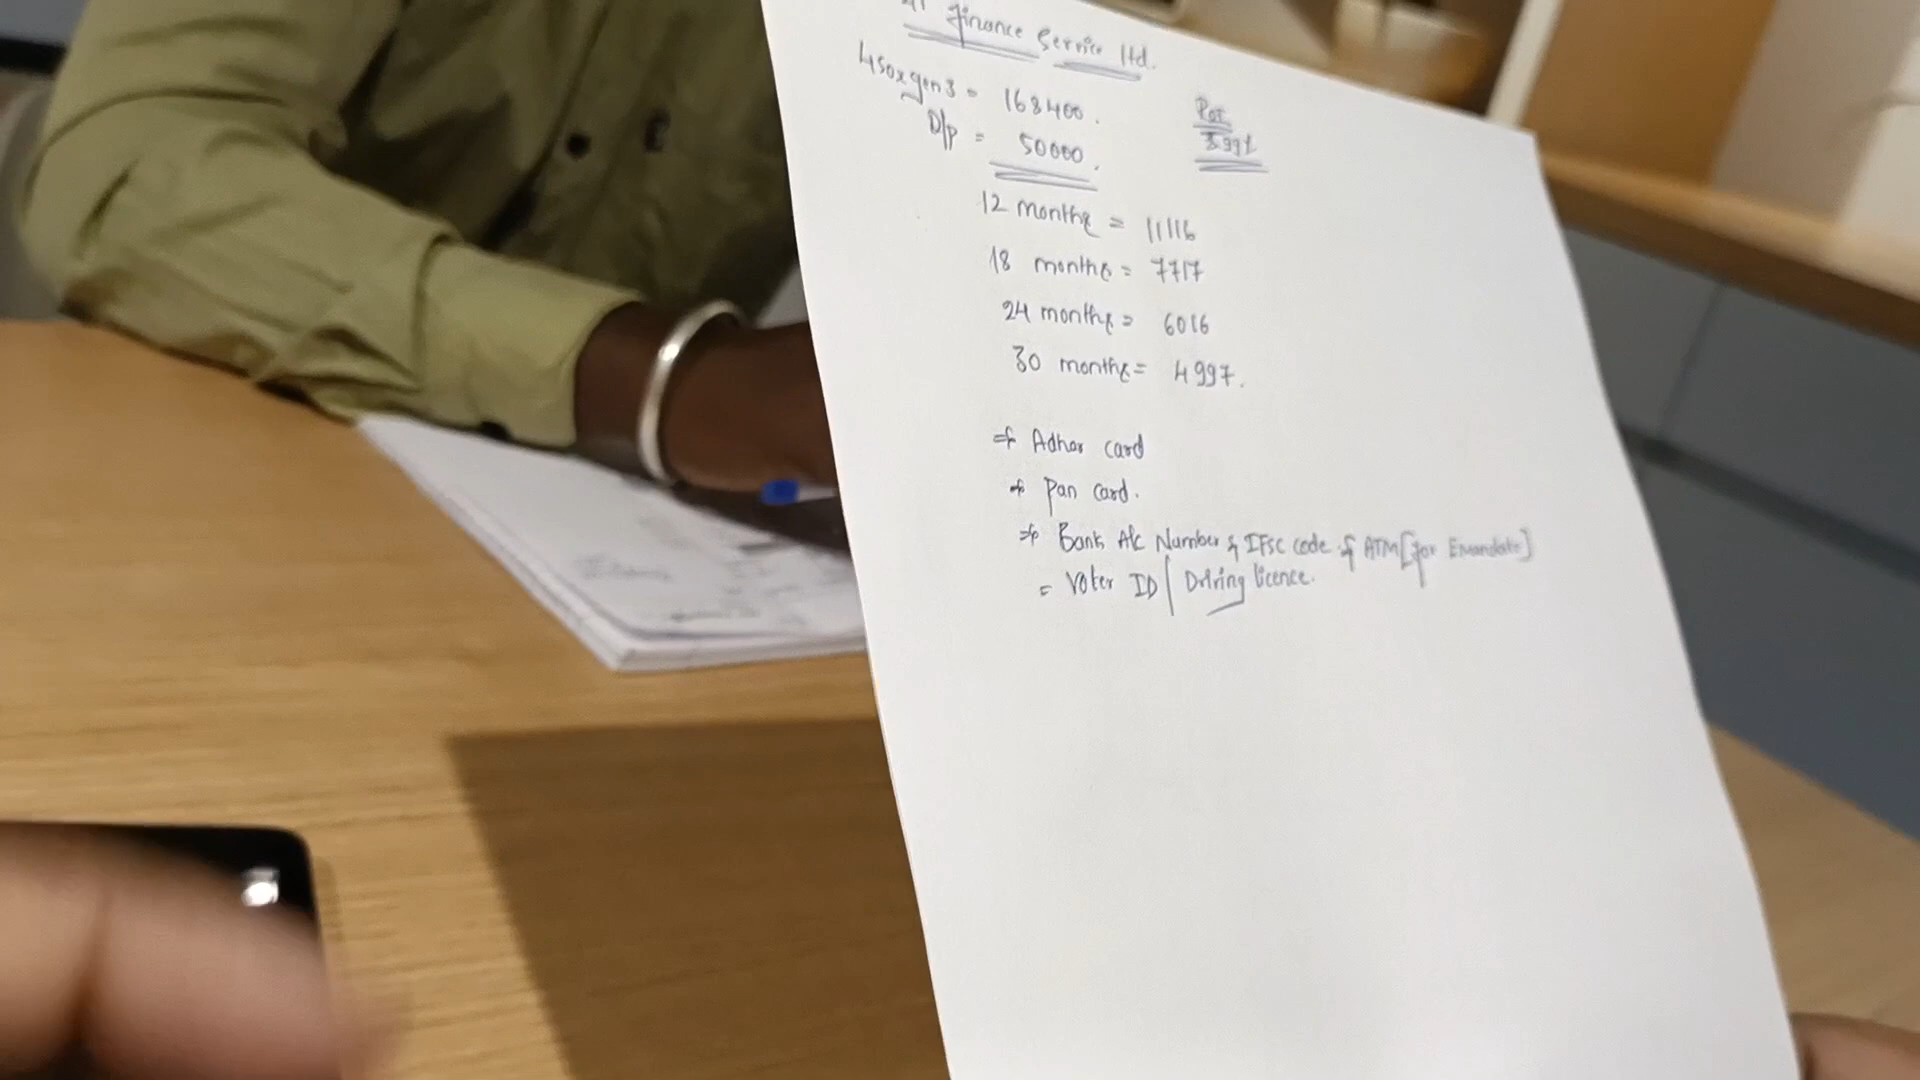 Finance Service ltd.
450x gen3 = 168400.
D/p = 50000.
12 months = 11116
18 months = 7717
24 months = 6016
30 months = 4997.
⇒ Adhar card
⇒ Pan card.
⇒ Bank A/c Number & IFSC code & ATM [for Emandate]
= Voter ID / Driving licence.